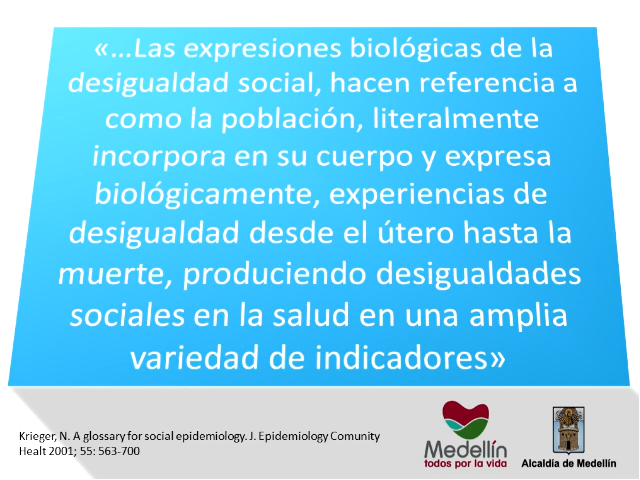 «...Las expresiones biológicas de la
desigualdad social, hacen referencia a
como la población, literalmente
incorpora en su cuerpo y expresa
biológicamente, experiencias de
desigualdad desde el útero hasta la
muerte, produciendo desigualdades
sociales en la salud en una amplia
variedad de indicadores»
Krieger, N. A glossary for social epidemiology. J. Epidemiology Comunity
Healt 2001; 55: 563-700
Medellín
todos por la vida
Alcaldía de Medellín